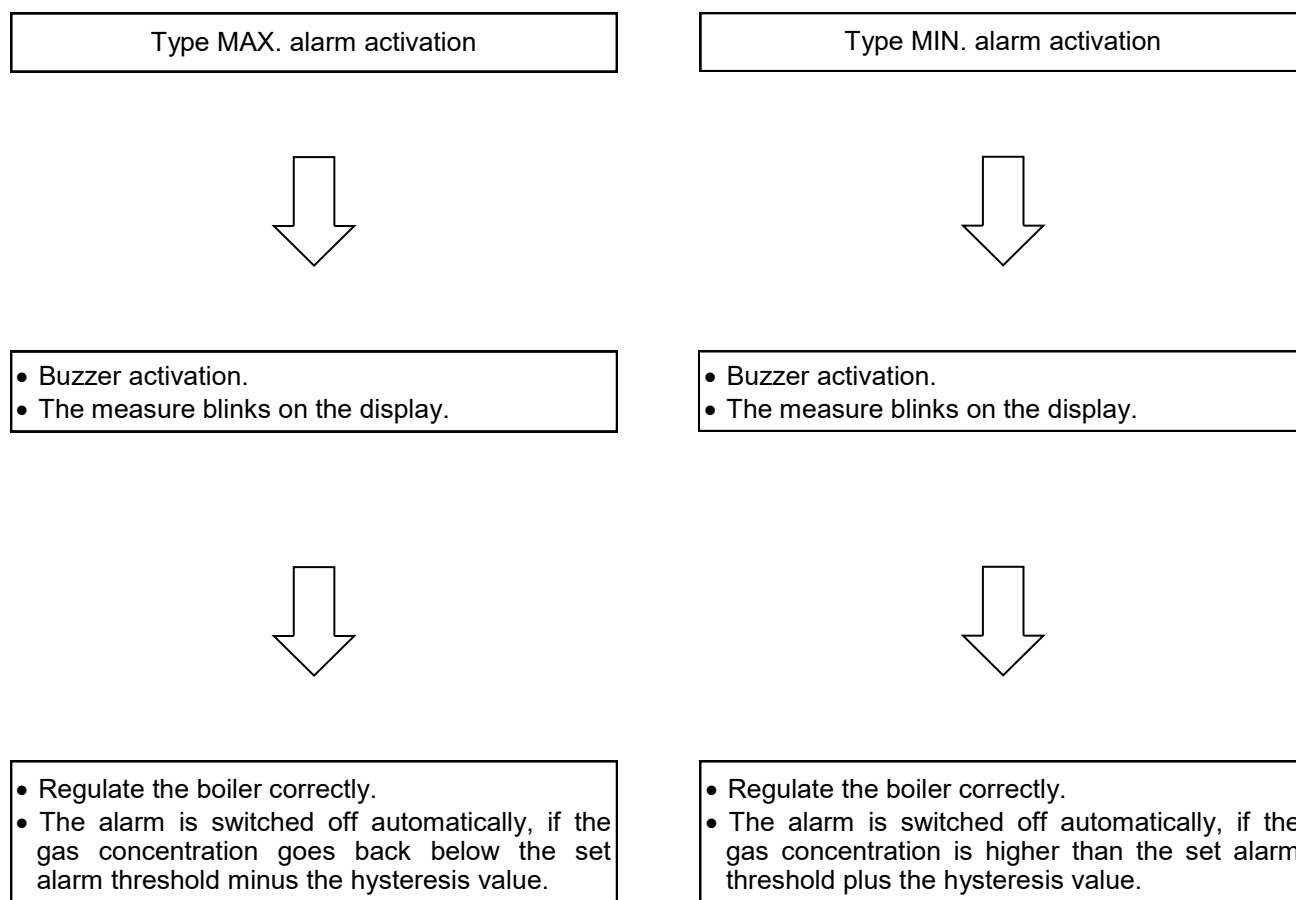 Type MAX. alarm activation
Type MIN. alarm activation
• Buzzer activation.
• The measure blinks on the display.
• Buzzer activation.
• The measure blinks on the display.
• Regulate the boiler correctly.
• The alarm is switched off automatically, if the
gas concentration goes back below the set
alarm threshold minus the hysteresis value.
• Regulate the boiler correctly.
• The alarm is switched off automatically, if the
gas concentration is higher than the set alarm
threshold plus the hysteresis value.